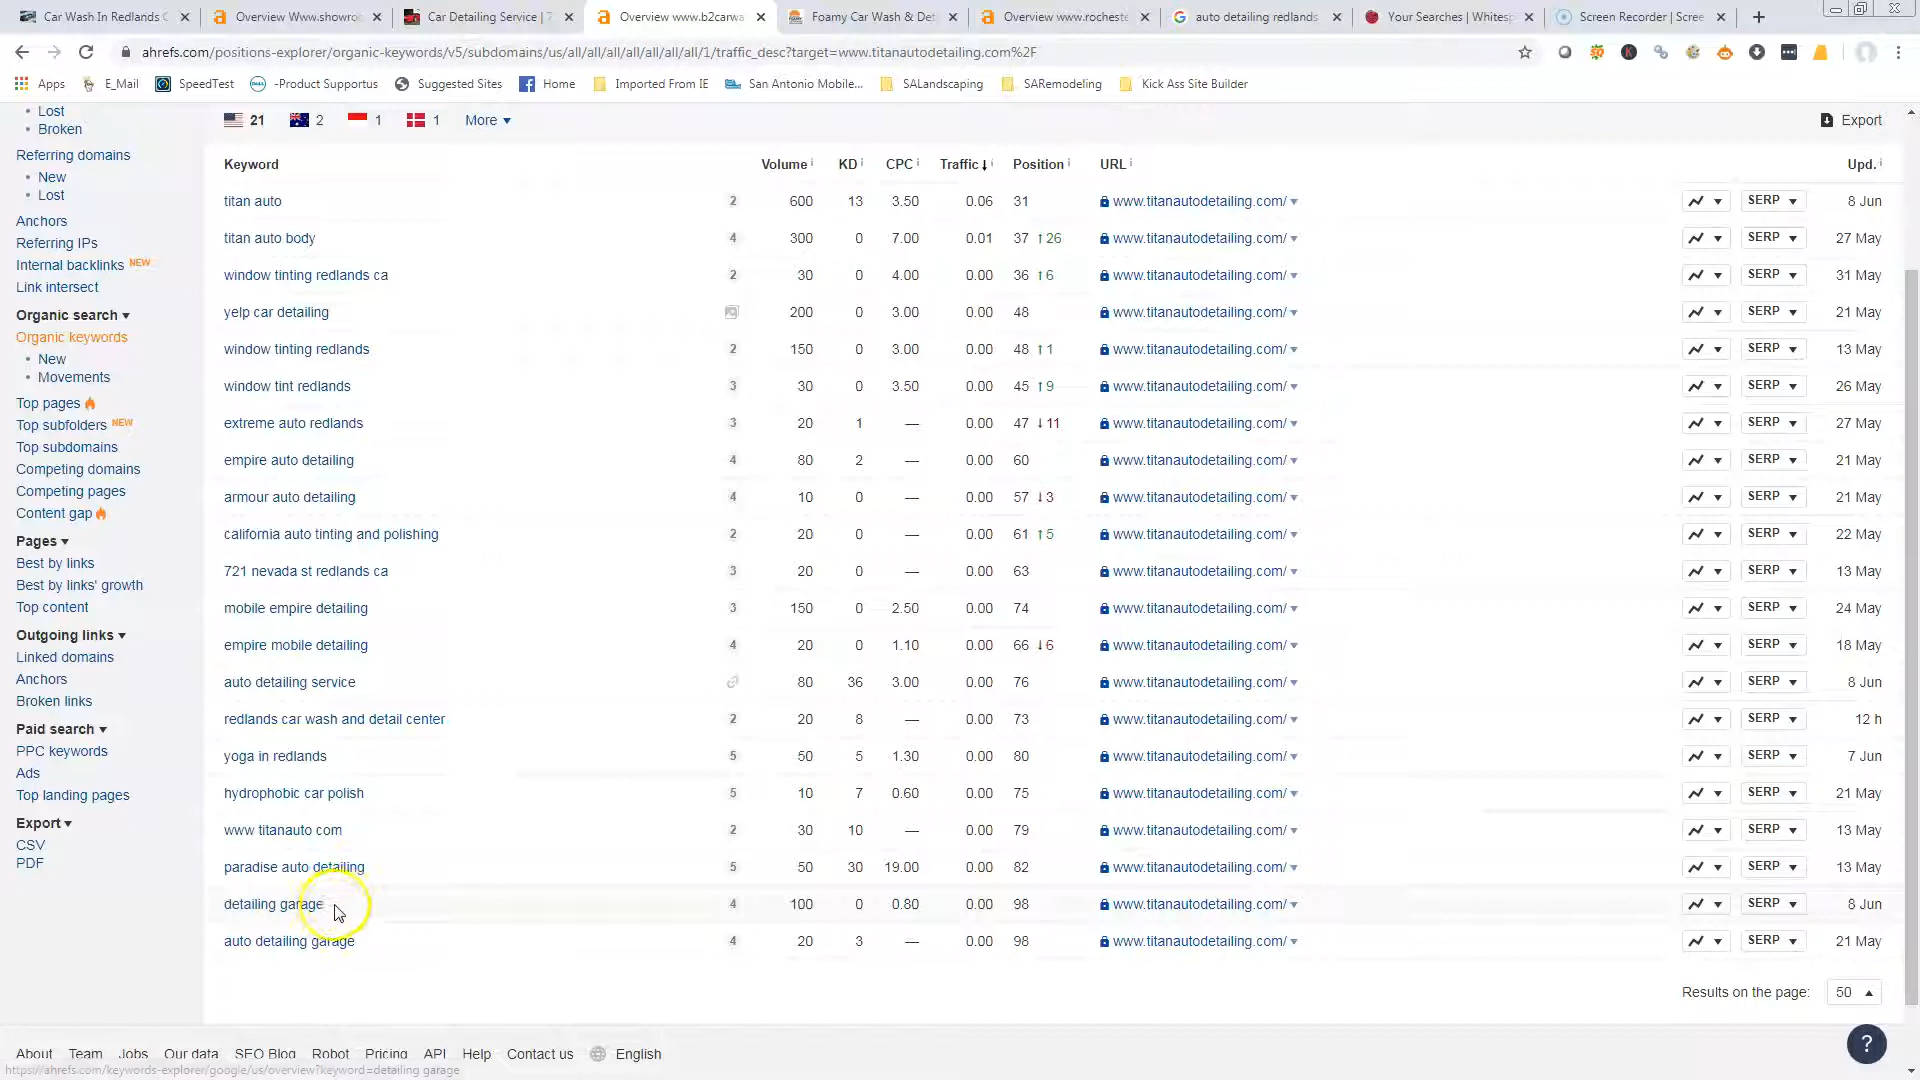 Car Wash In Redlands C
Overview Www.showroo
Car Detailing Service | 7
Overview www.b2carwa
Foamy Car Wash & Det
Overview www.rocheste
auto detailing redlands
Your Searches | Whitesp
Screen Recorder | Scree
ahrefs.com/positions-explorer/organic-keywords/v5/subdomains/us/all/all/all/all/all/all/all/1/traffic_desc?target=www.titanautodetailing.com%2F
Apps E_Mail SpeedTest -Product Supportus Suggested Sites Home Imported From IE San Antonio Mobile... SALandscaping SARemodeling Kick Ass Site Builder
Lost
Broken
Referring domains
New
Lost
Anchors
Referring IPs
Internal backlinks NEW
Link intersect
Organic search
Organic keywords
New
Movements
Top pages
Top subfolders NEW
Top subdomains
Competing domains
Competing pages
Content gap
Pages
Best by links
Best by links' growth
Top content
Outgoing links
Linked domains
Anchors
Broken links
Paid search
PPC keywords
Ads
Top landing pages
Export
CSV
PDF
21 2 1 1 More
Export
Keyword Volume KD CPC Traffic Position URL Upd.
titan auto 2 600 13 3.50 0.06 31 www.titanautodetailing.com/ SERP 8 Jun
titan auto body 4 300 0 7.00 0.01 37 ↑26 www.titanautodetailing.com/ SERP 27 May
window tinting redlands ca 2 30 0 4.00 0.00 36 ↑6 www.titanautodetailing.com/ SERP 31 May
yelp car detailing 200 0 3.00 0.00 48 www.titanautodetailing.com/ SERP 21 May
window tinting redlands 2 150 0 3.00 0.00 48 ↑1 www.titanautodetailing.com/ SERP 13 May
window tint redlands 3 30 0 3.50 0.00 45 ↑9 www.titanautodetailing.com/ SERP 26 May
extreme auto redlands 3 20 1 — 0.00 47 ↓11 www.titanautodetailing.com/ SERP 27 May
empire auto detailing 4 80 2 — 0.00 60 www.titanautodetailing.com/ SERP 21 May
armour auto detailing 4 10 0 — 0.00 57 ↓3 www.titanautodetailing.com/ SERP 21 May
california auto tinting and polishing 2 20 0 — 0.00 61 ↑5 www.titanautodetailing.com/ SERP 22 May
721 nevada st redlands ca 3 20 0 — 0.00 63 www.titanautodetailing.com/ SERP 13 May
mobile empire detailing 3 150 0 2.50 0.00 74 www.titanautodetailing.com/ SERP 24 May
empire mobile detailing 4 20 0 1.10 0.00 66 ↓6 www.titanautodetailing.com/ SERP 18 May
auto detailing service 80 36 3.00 0.00 76 www.titanautodetailing.com/ SERP 8 Jun
redlands car wash and detail center 2 20 8 — 0.00 73 www.titanautodetailing.com/ SERP 12 h
yoga in redlands 5 50 5 1.30 0.00 80 www.titanautodetailing.com/ SERP 7 Jun
hydrophobic car polish 5 10 7 0.60 0.00 75 www.titanautodetailing.com/ SERP 21 May
www titanauto com 2 30 10 — 0.00 79 www.titanautodetailing.com/ SERP 13 May
paradise auto detailing 5 50 30 19.00 0.00 82 www.titanautodetailing.com/ SERP 13 May
detailing garage 4 100 0 0.80 0.00 98 www.titanautodetailing.com/ SERP 8 Jun
auto detailing garage 4 20 3 — 0.00 98 www.titanautodetailing.com/ SERP 21 May
Results on the page: 50
About Team Jobs Our data SEO Blog Robot Pricing API Help Contact us English
https://ahrefs.com/keywords-explorer/google/us/overview?keyword=detailing garage
?